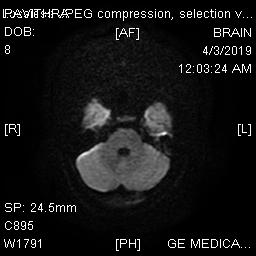 DOB:
8
[AF]
compression, selection v...
BRAIN
4/3/2019
12:03:24 AM
[R]
[L]
SP: 24.5mm
C895
W1791
[PH]
GE MEDICA...